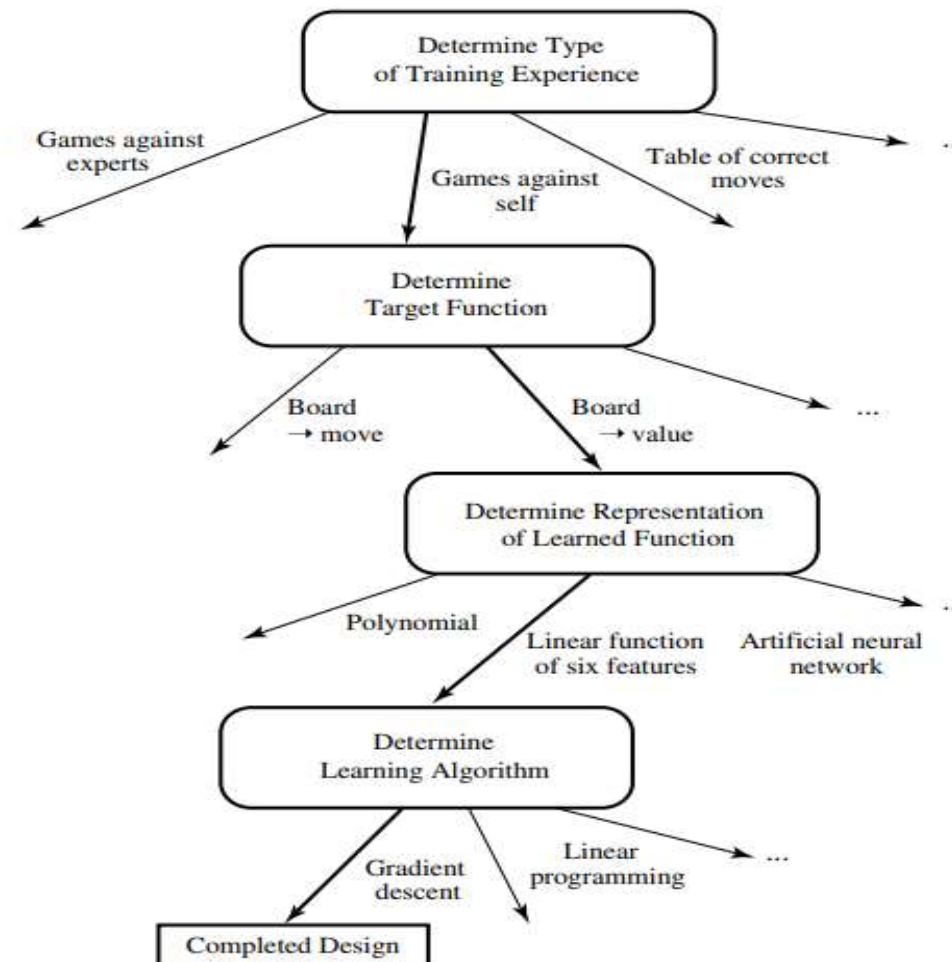 Determine Type
of Training Experience
Games against
experts
Games against
self
Table of correct
moves
...
Determine
Target Function
Board
→ move
Board
→ value
...
Determine Representation
of Learned Function
Polynomial
Linear function
of six features
Artificial neural
network
...
Determine
Learning Algorithm
Gradient
descent
Linear
programming
...
Completed Design